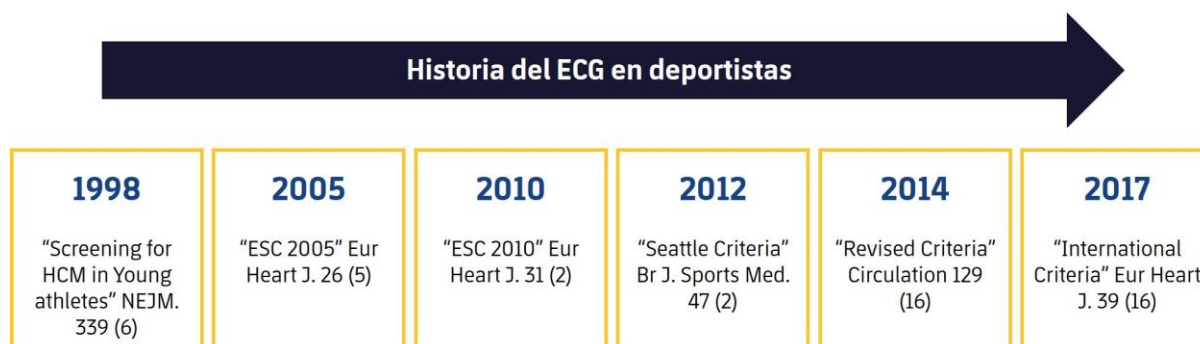 Historia del ECG en deportistas
1998
“Screening for
HCM in Young
athletes” NEJM.
339 (6)
2005
“ESC 2005” Eur
Heart J. 26 (5)
2010
“ESC 2010” Eur
Heart J. 31 (2)
2012
“Seattle Criteria”
Br J. Sports Med.
47 (2)
2014
“Revised Criteria”
Circulation 129
(16)
2017
“International
Criteria” Eur Heart
J. 39 (16)